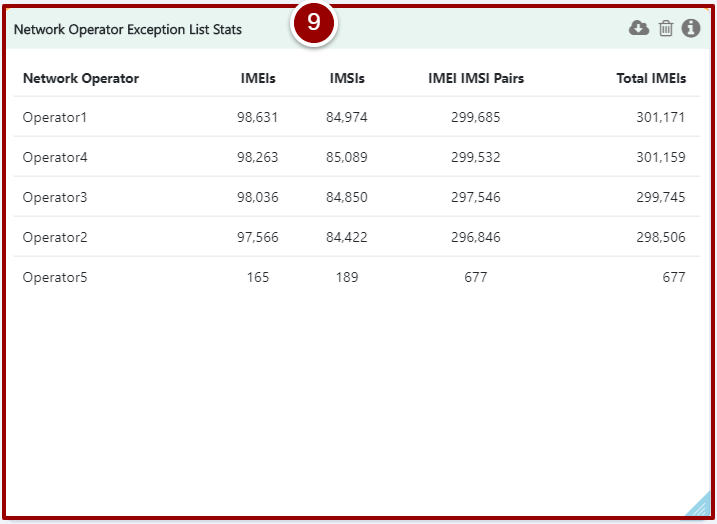 9
Network Operator Exception List Stats
Network Operator IMEIs IMSIs IMEI IMSI Pairs Total IMEIs
Operator1 98,631 84,974 299,685 301,171
Operator4 98,263 85,089 299,532 301,159
Operator3 98,036 84,850 297,546 299,745
Operator2 97,566 84,422 296,846 298,506
Operator5 165 189 677 677